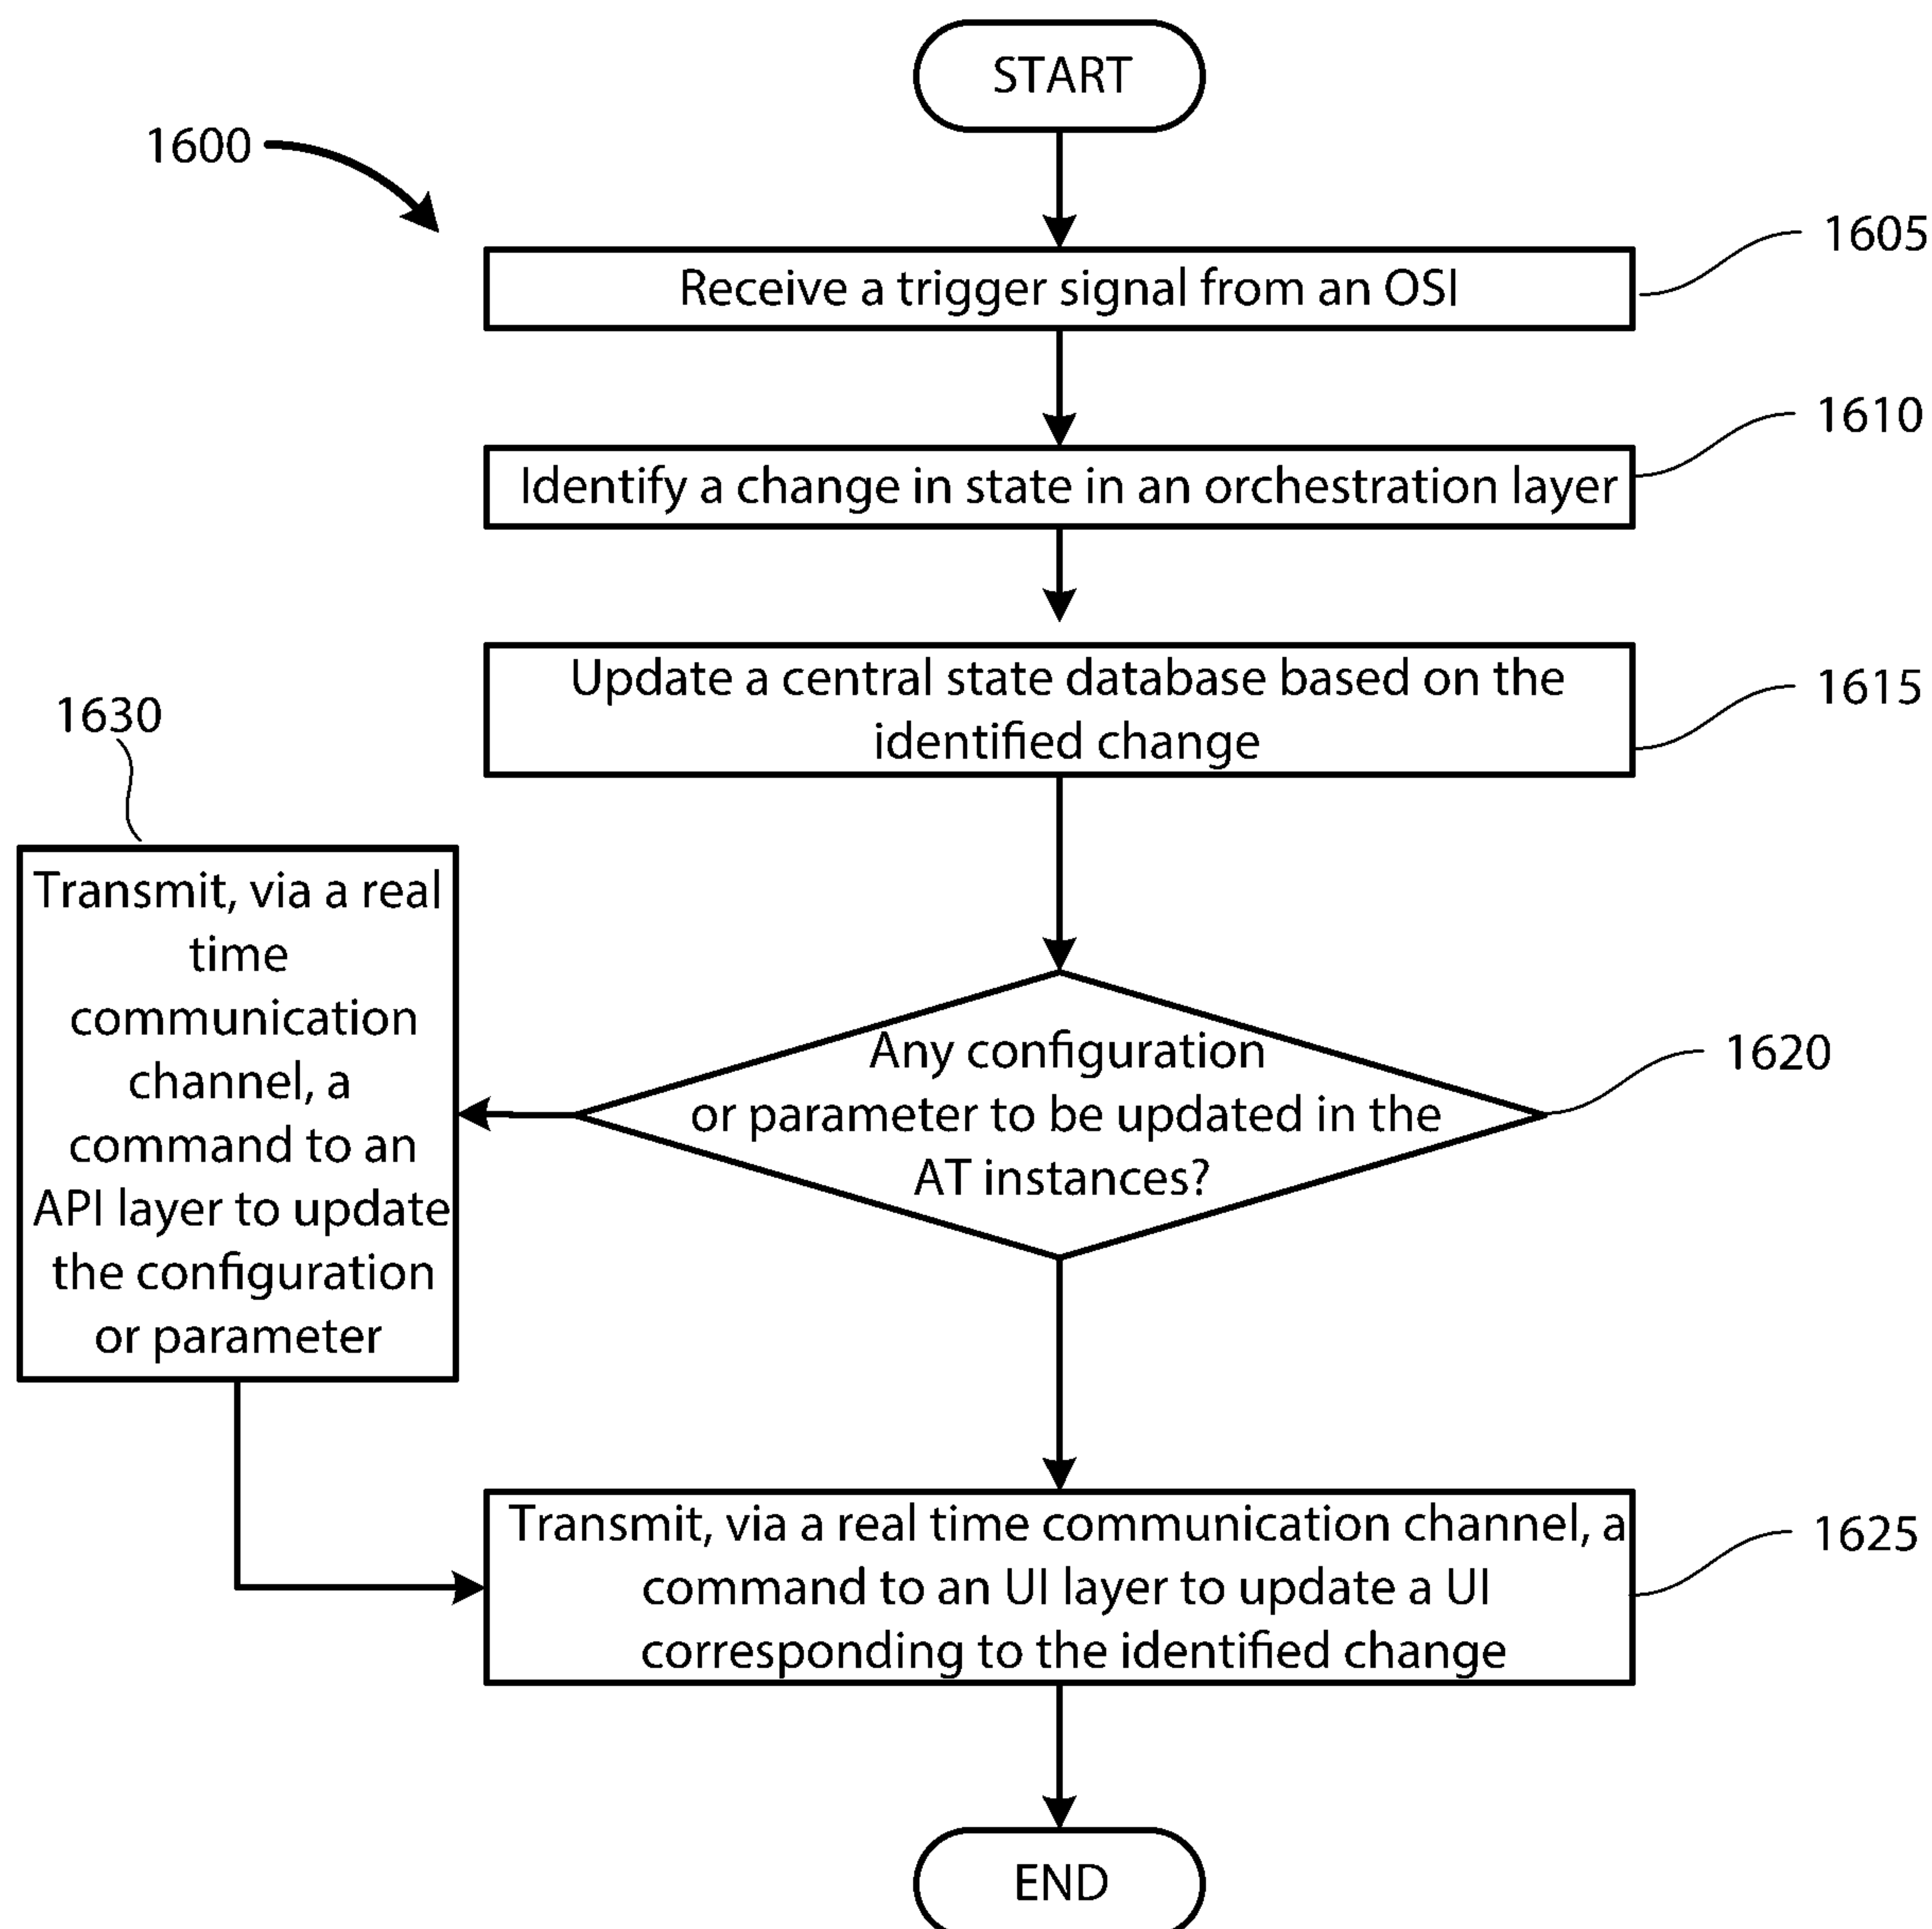 START
1600
1605
Receive a trigger signal from an OSI
1610
Identify a change in state in an orchestration layer
1615
Update a central state database based on the
identified change
1630
Transmit, via a real
time
communication
channel, a
command to an
API layer to update
the configuration
or parameter
1620
Any configuration
or parameter to be updated in the
AT instances?
1625
Transmit, via a real time communication channel, a
command to an UI layer to update a UI
corresponding to the identified change
END